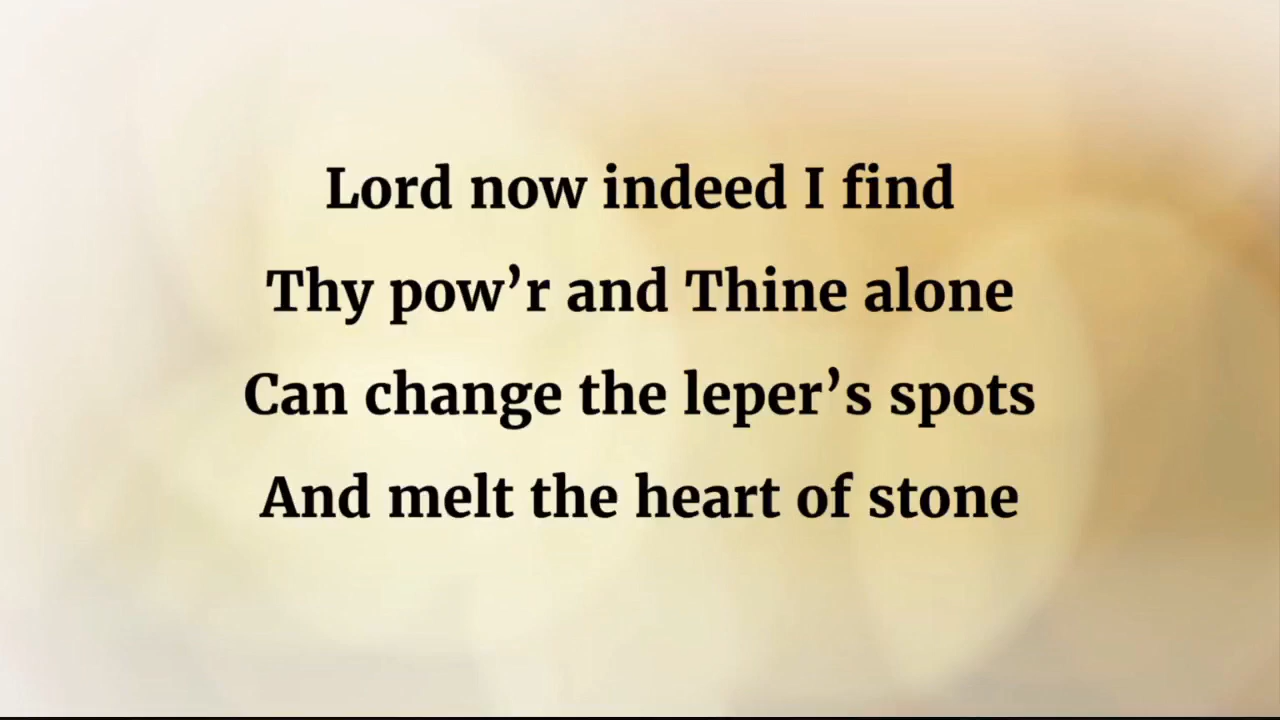 Lord now indeed I find
Thy pow’r and Thine alone
Can change the leper’s spots
And melt the heart of stone